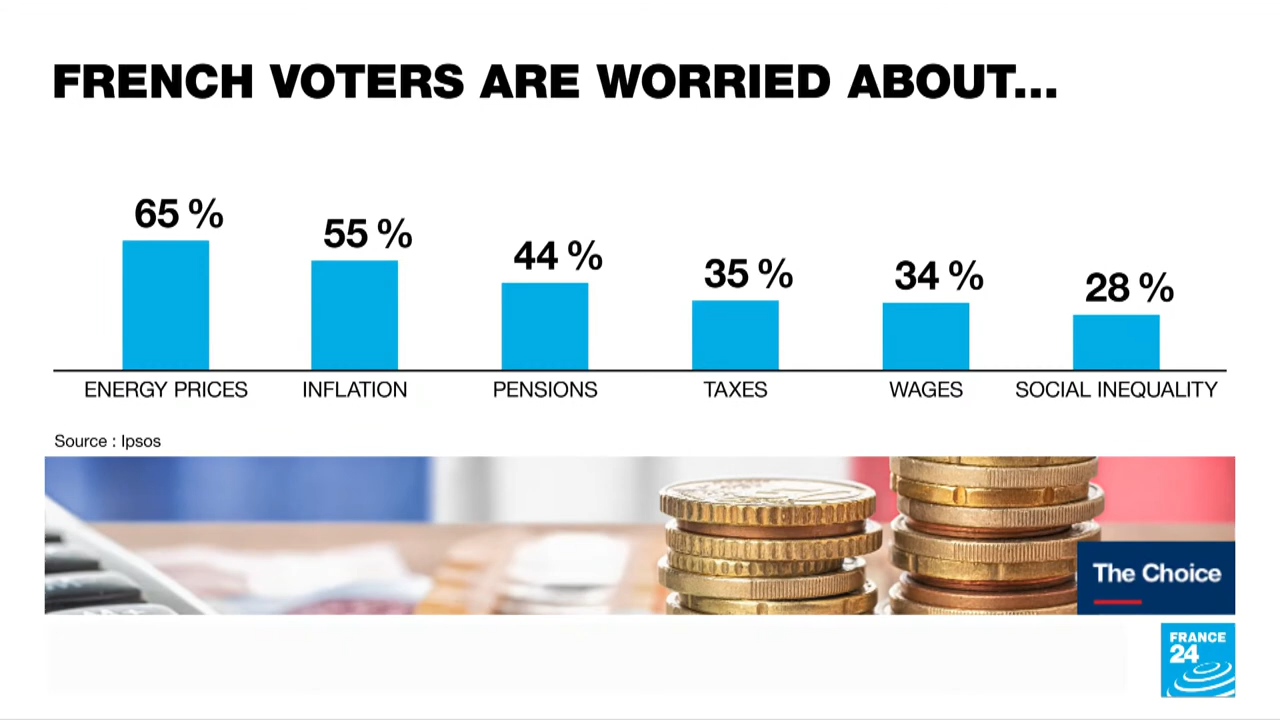 FRENCH VOTERS ARE WORRIED ABOUT...
65 % 55 % 44 % 35 % 34 % 28 %
ENERGY PRICES INFLATION PENSIONS TAXES WAGES SOCIAL INEQUALITY
Source : Ipsos
The Choice
FRANCE
24